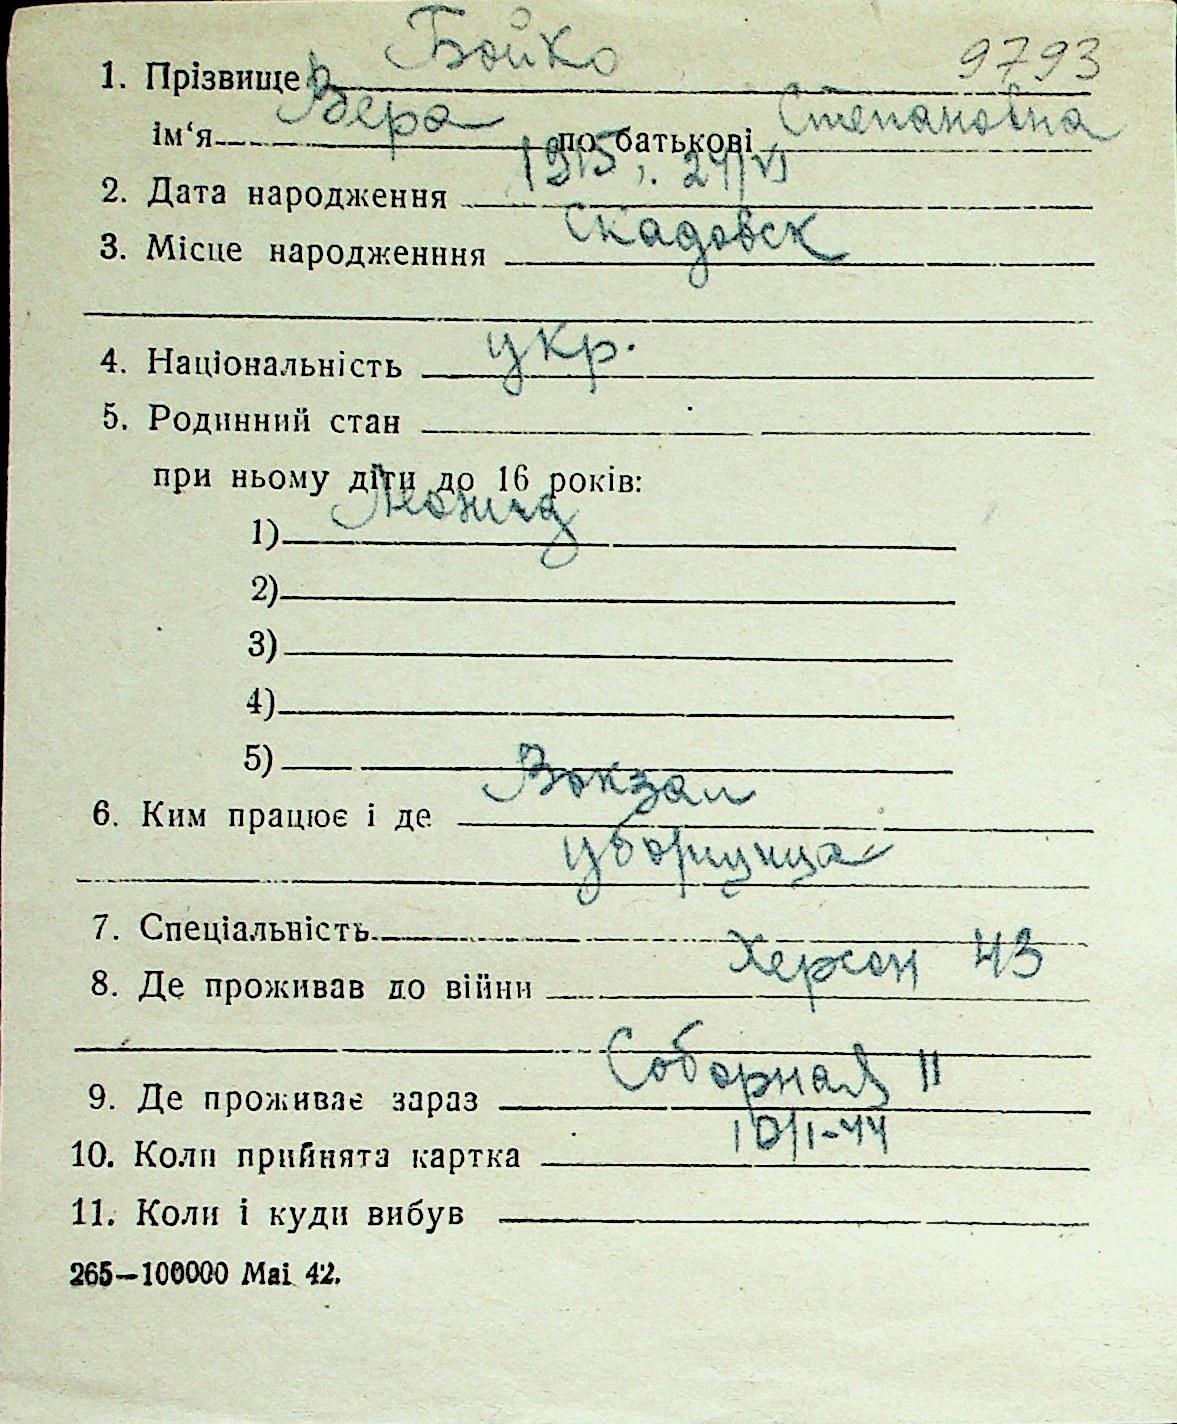 Бойко 9793
1. Прізвище
Вера Степановна
ім‘я по батькові
1915 г. 24/VI
2. Дата народження
Скадовск
3. Місце народженння
укр.
4. Національність
5. Родинний стан
при ньому діти до 16 років:
Леонид
1)
2)
3)
4)
5)
Вокзал
6. Ким працює і де
уборщица
7. Спеціальність
Херсон 43
8. Де проживав до війни
Соборная 11
9. Де проживає зараз
10/I-44
10. Коли прийнята картка
11. Коли і куди вибув
265—100000 Mai 42.